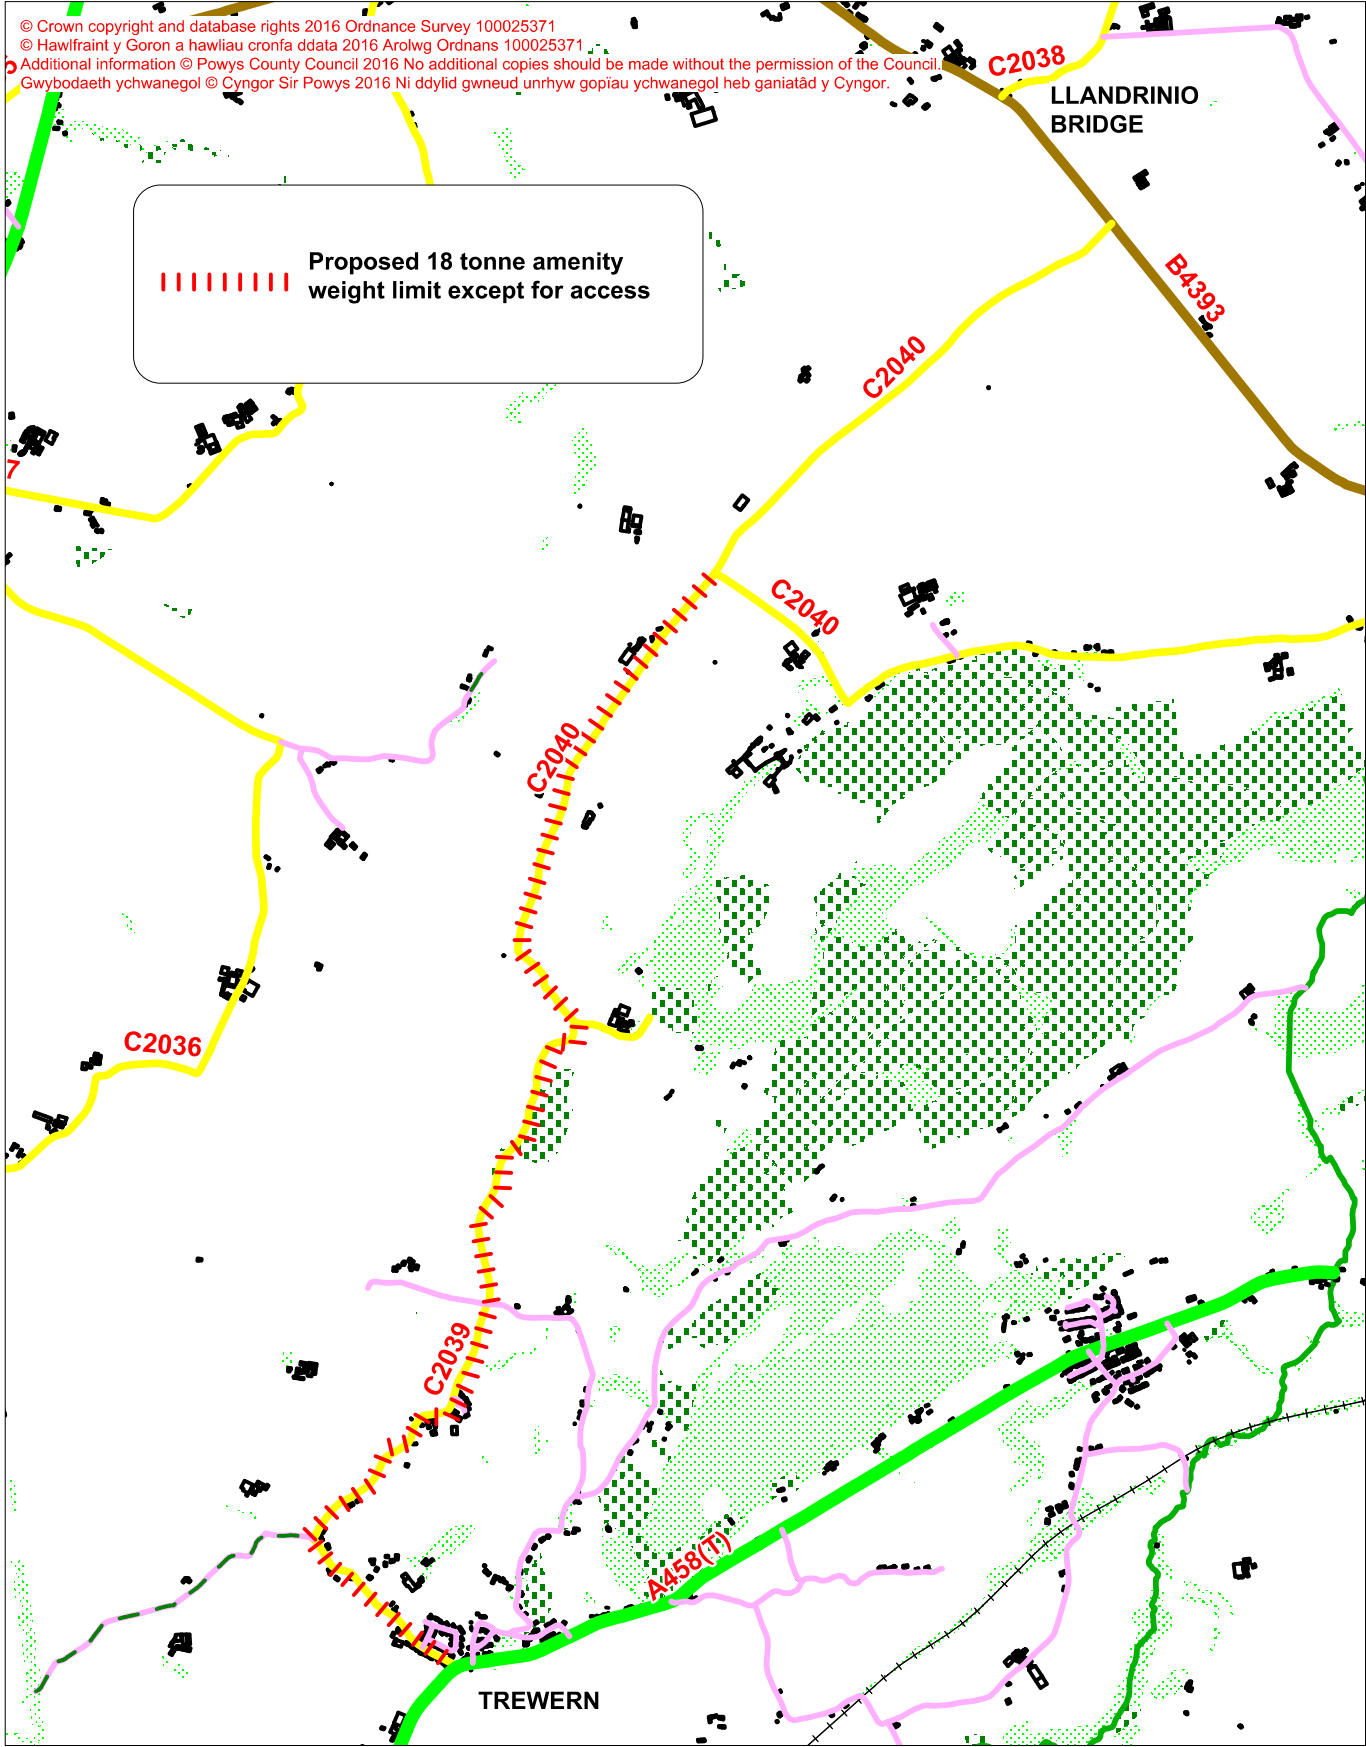 © Crown copyright and database rights 2016 Ordnance Survey 100025371
© Hawlfraint y Goron a hawliau cronfa ddata 2016 Arolwg Ordnans 100025371
Additional information © Powys County Council 2016 No additional copies should be made without the permission of the Council.
Gwybodaeth ychwanegol © Cyngor Sir Powys 2016 Ni ddylid gwneud unrhyw gopïau ychwanegol heb ganiatâd y Cyngor.
C2038
LLANDRINIO
BRIDGE
Proposed 18 tonne amenity
weight limit except for access
B4393
C2040
7
C2040
C2040
C2036
C2039
A458(T)
TREWERN